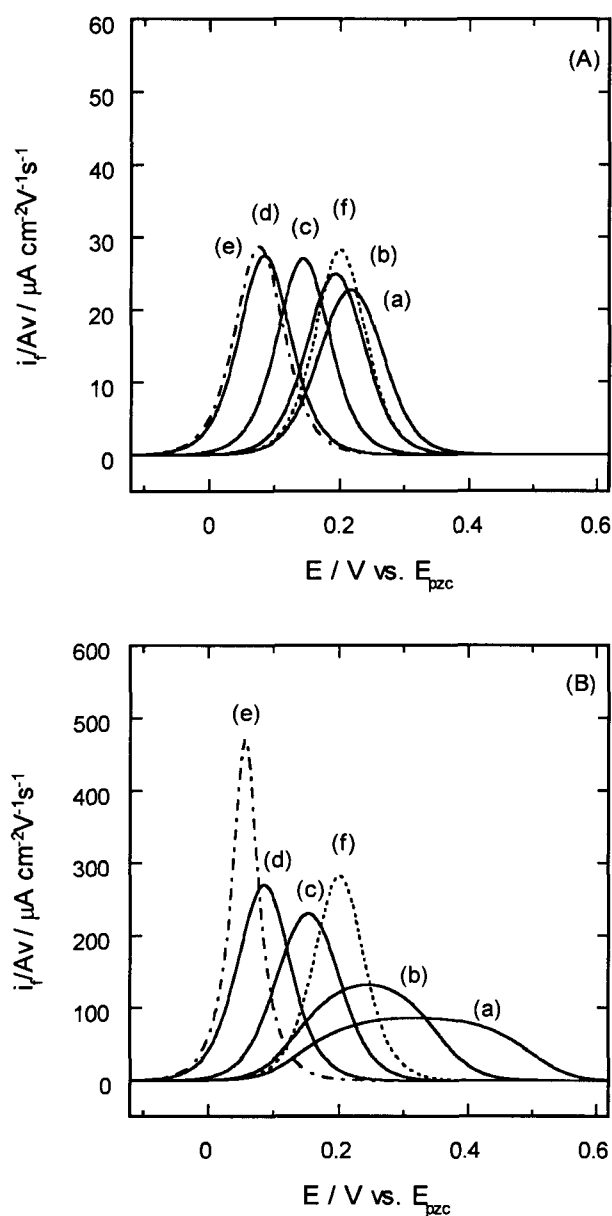 (A)
60
50
40
30
20
10
0
i_f/Av / μA cm⁻²V⁻¹s⁻¹
(e)
(d)
(c)
(f)
(b)
(a)
0 0.2 0.4 0.6
E / V vs. E_pzc
(B)
600
500
400
300
200
100
0
i_f/Av / μA cm⁻²V⁻¹s⁻¹
(e)
(d)
(c)
(f)
(b)
(a)
0 0.2 0.4 0.6
E / V vs. E_pzc